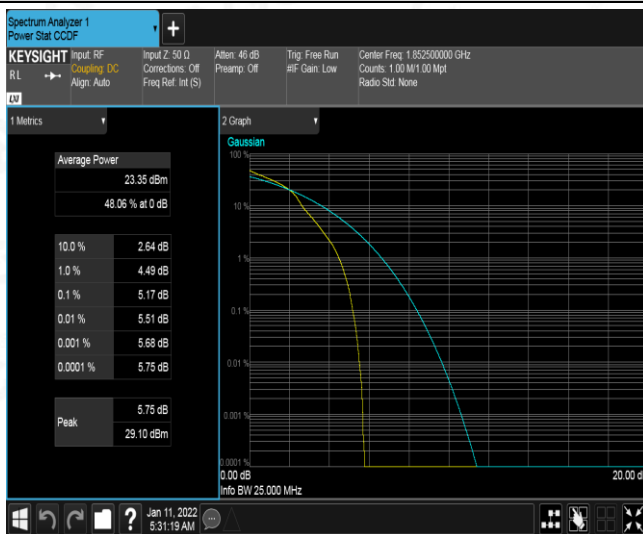 Spectrum Analyzer 1
Power Stat CCDF
KEYSIGHT
RL
LXI
Input: RF
Coupling: DC
Align: Auto
Input Z: 50 Ω
Corrections: Off
Freq Ref: Int (S)
Atten: 46 dB
Preamp: Off
Trig: Free Run
#IF Gain: Low
Center Freq: 1.852500000 GHz
Counts: 1.00 M/1.00 Mpt
Radio Std: None
1 Metrics
Average Power
23.35 dBm
48.06 % at 0 dB
10.0 % 2.64 dB
1.0 % 4.49 dB
0.1 % 5.17 dB
0.01 % 5.51 dB
0.001 % 5.68 dB
0.0001 % 5.75 dB
Peak
5.75 dB
29.10 dBm
2 Graph
Gaussian
100 %
10 %
1 %
0.1 %
0.01 %
0.001 %
0.0001 %
0.00 dB 20.00 d
Info BW 25.000 MHz
?
Jan 11, 2022
5:31:19 AM